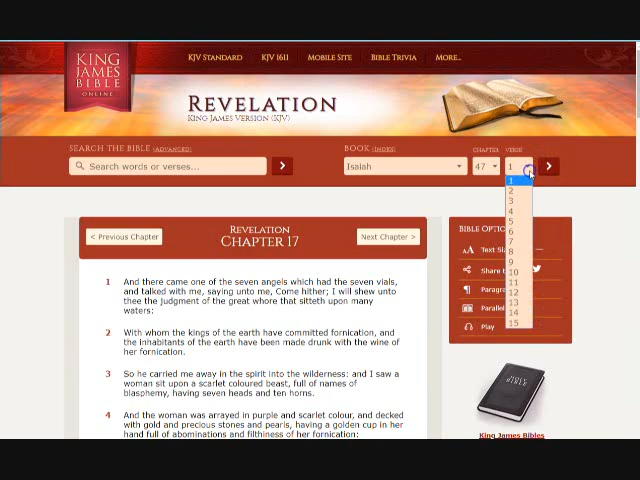 KING
JAMES
BIBLE
ONLINE
KJV STANDARD KJV 1611 MOBILE SITE BIBLE TRIVIA MORE...
REVELATION
KING JAMES VERSION (KJV)
SEARCH THE BIBLE (ADVANCED) BOOK (INDEX) CHAPTER VERSE
Search words or verses... Isaiah 47 1
1
2
3
4
5
6
7
8
9
10
11
12
13
14
15
< Previous Chapter
REVELATION
CHAPTER 17
Next Chapter >
1 And there came one of the seven angels which had the seven vials,
and talked with me, saying unto me, Come hither; I will shew unto
thee the judgment of the great whore that sitteth upon many
waters:
2 With whom the kings of the earth have committed fornication, and
the inhabitants of the earth have been made drunk with the wine of
her fornication.
3 So he carried me away in the spirit into the wilderness: and I saw a
woman sit upon a scarlet coloured beast, full of names of
blasphemy, having seven heads and ten horns.
4 And the woman was arrayed in purple and scarlet colour, and decked
with gold and precious stones and pearls, having a golden cup in her
hand full of abominations and filthiness of her fornication:
BIBLE OPTIO
AA Text Siz
Share
Paragra
Parallel
Play
HOLY
BIBLE
King James Bibles